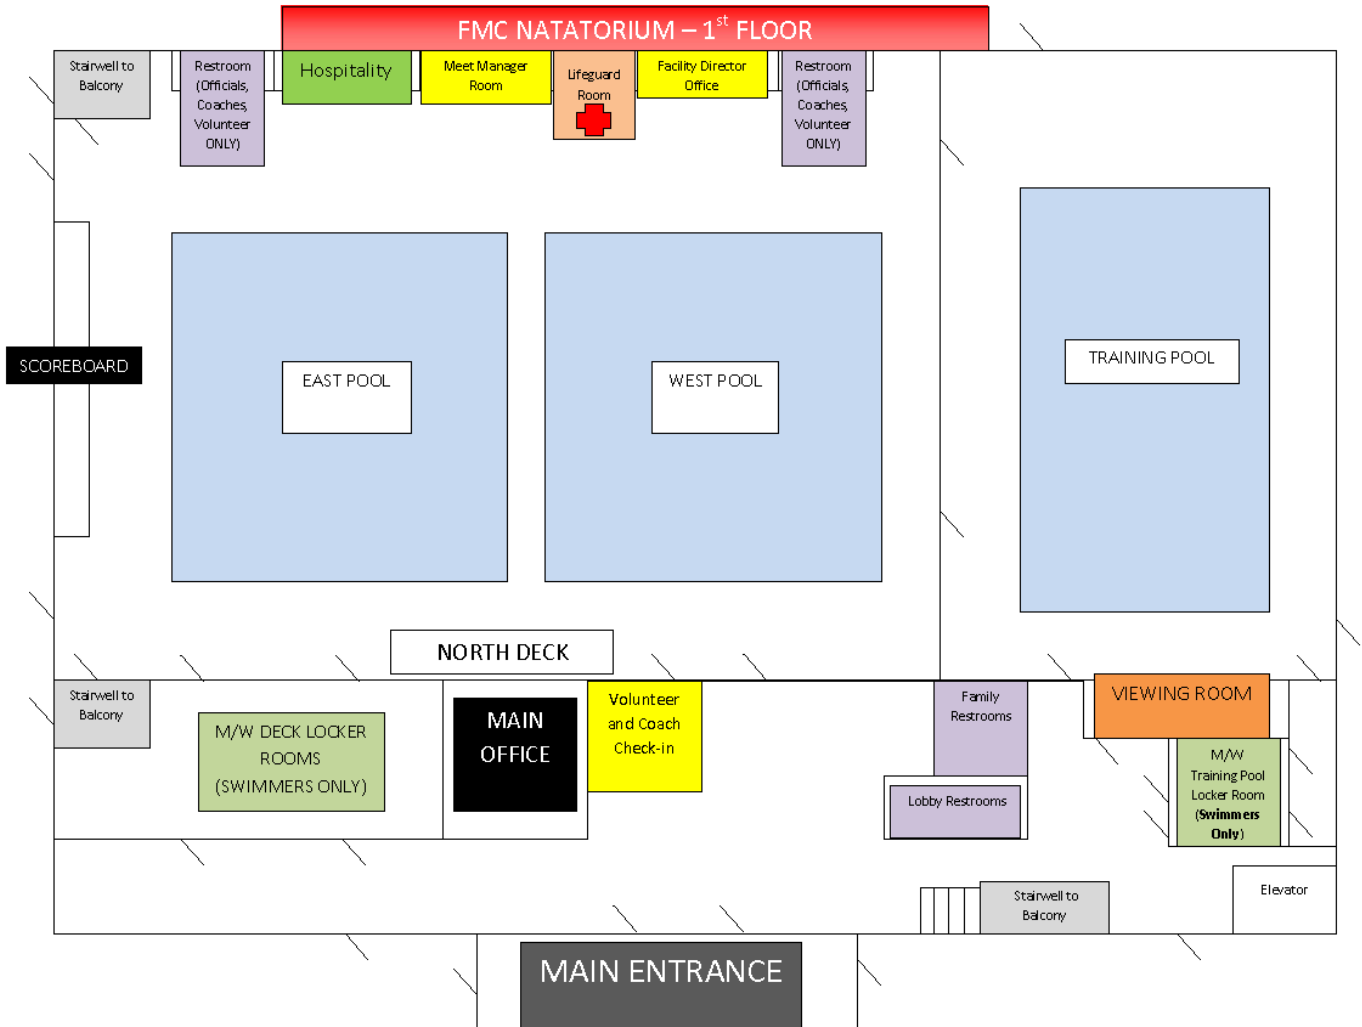 FMC NATATORIUM – 1st FLOOR
Stairwell to
Balcony
Restroom
(Officials,
Coaches,
Volunteer
ONLY)
Hospitality
Meet Manager
Room
Lifeguard
Room
Facility Director
Office
Restroom
(Officials,
Coaches,
Volunteer
ONLY)
SCOREBOARD
EAST POOL
WEST POOL
TRAINING POOL
NORTH DECK
Stairwell to
Balcony
M/W DECK LOCKER
ROOMS
(SWIMMERS ONLY)
MAIN
OFFICE
Volunteer
and Coach
Check-in
Family
Restrooms
Lobby Restrooms
VIEWING ROOM
M/W
Training Pool
Locker Room
(Swimmers
Only)
Stairwell to
Balcony
Elevator
MAIN ENTRANCE